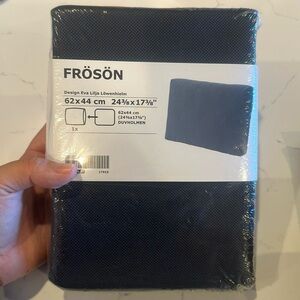 FRÖSÖN
Design Eva Lilja Löwenhielm
62x44 cm 24⅜x17⅜"
62x44 cm
(24⅜x17⅜")
DUVHOLMEN
1x